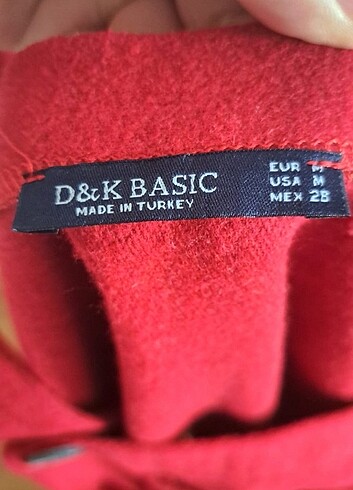 D&K BASIC
MADE IN TURKEY
EUR M
USA M
MEX 28